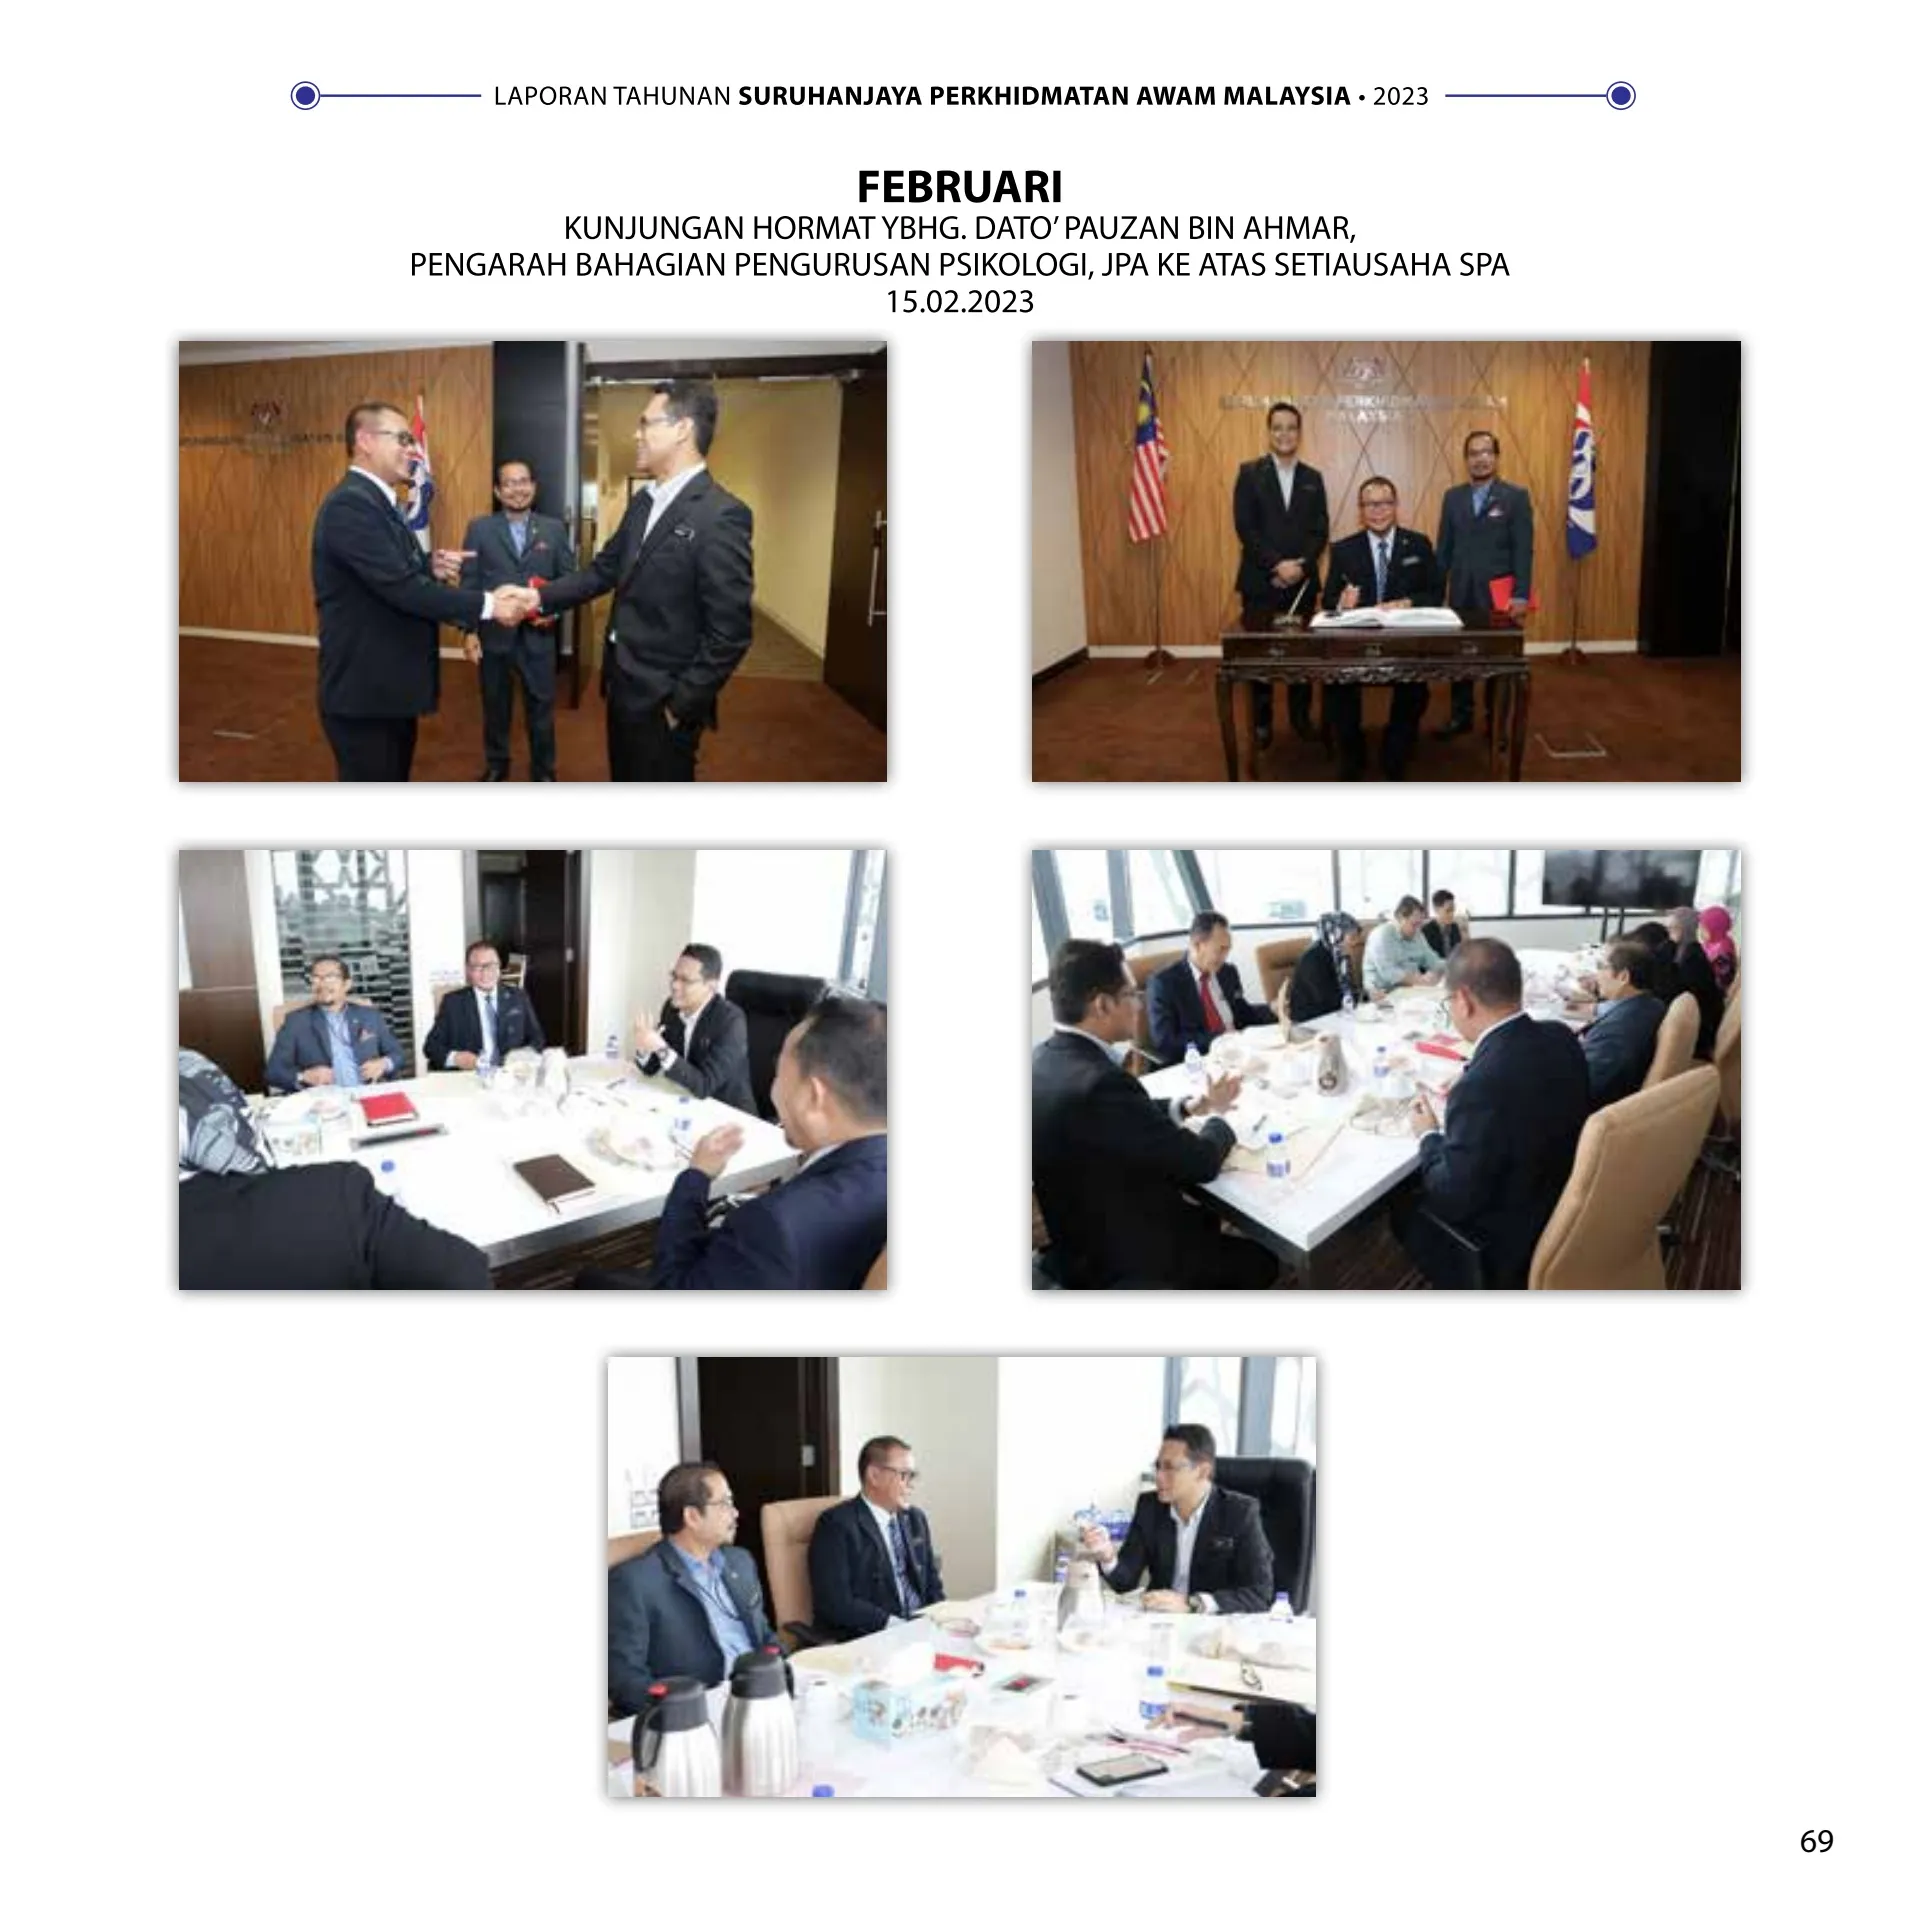 LAPORAN TAHUNAN SURUHANJAYA PERKHIDMATAN AWAM MALAYSIA • 2023
FEBRUARI
KUNJUNGAN HORMAT YBHG. DATO’ PAUZAN BIN AHMAR,
PENGARAH BAHAGIAN PENGURUSAN PSIKOLOGI, JPA KE ATAS SETIAUSAHA SPA
15.02.2023
MALAYSIA
69